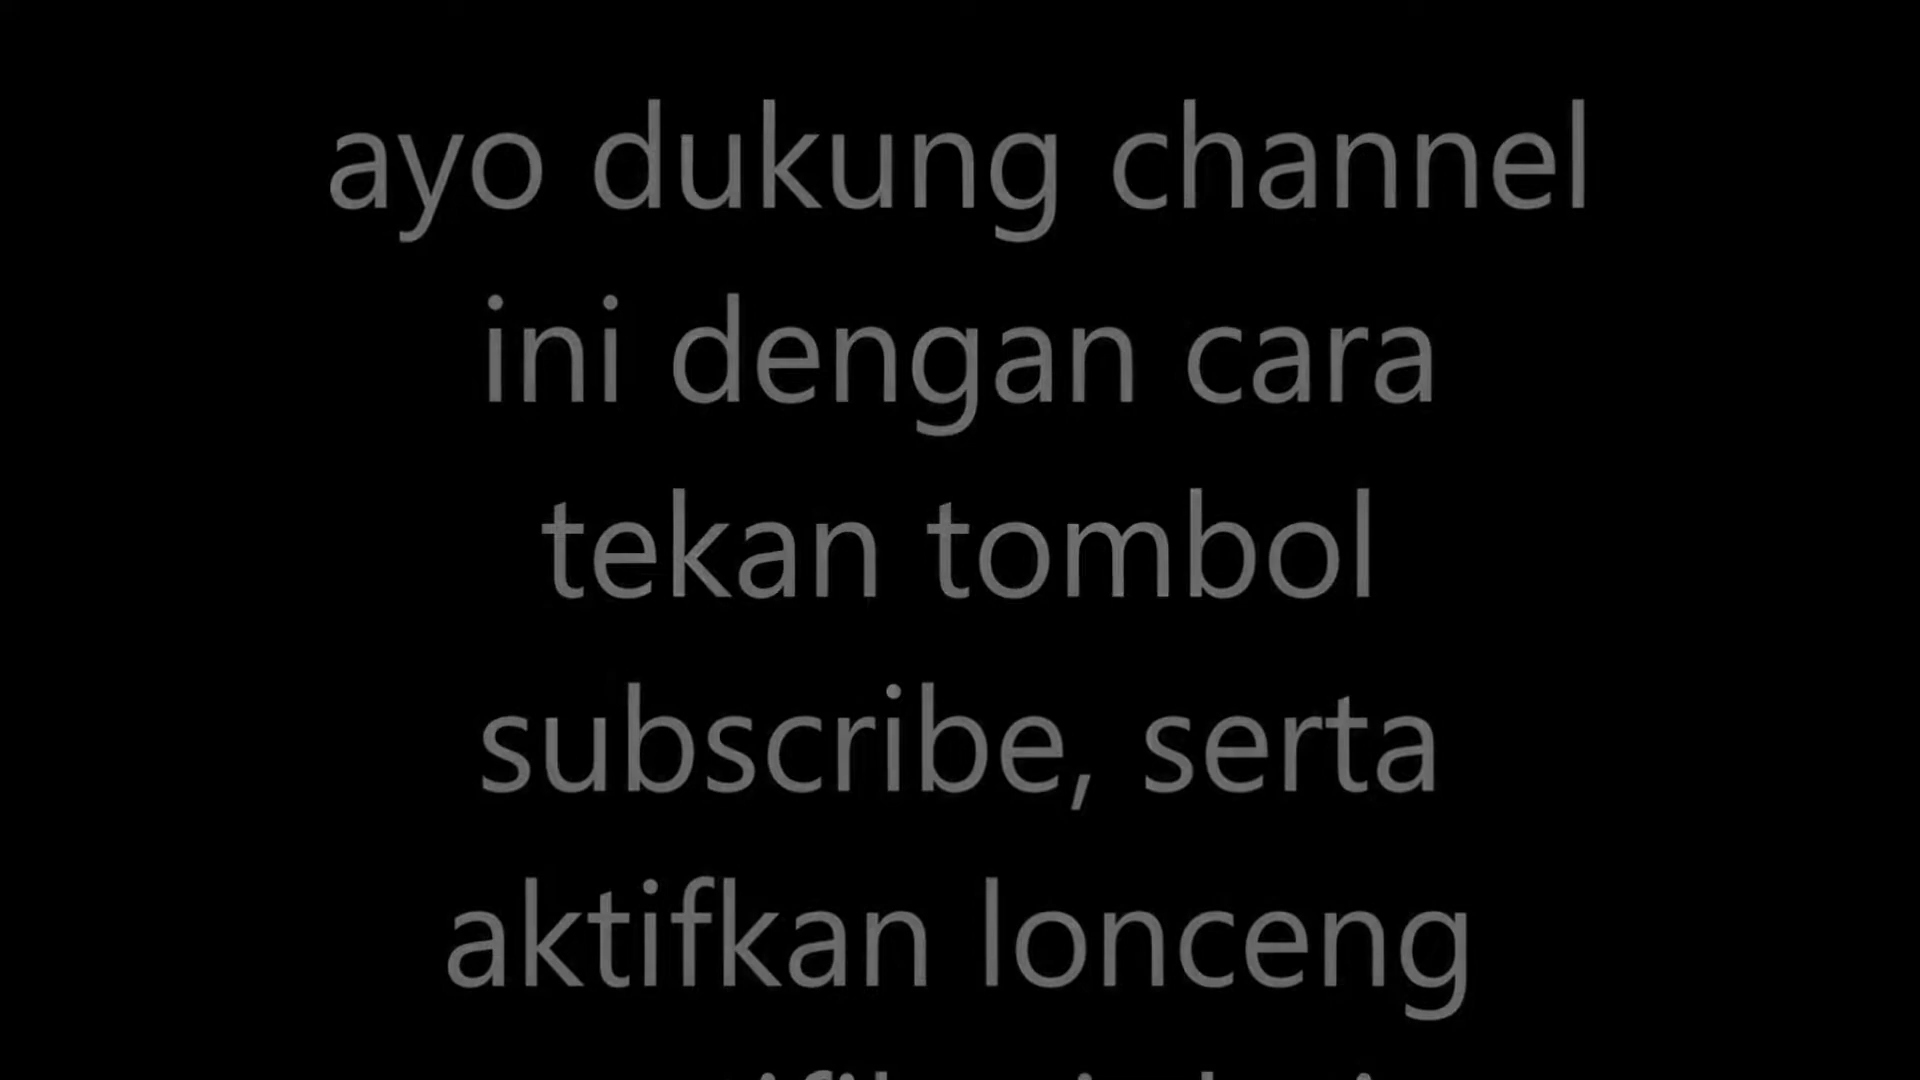 ayo dukung channel
ini dengan cara
tekan tombol
subscribe, serta
aktifkan lonceng